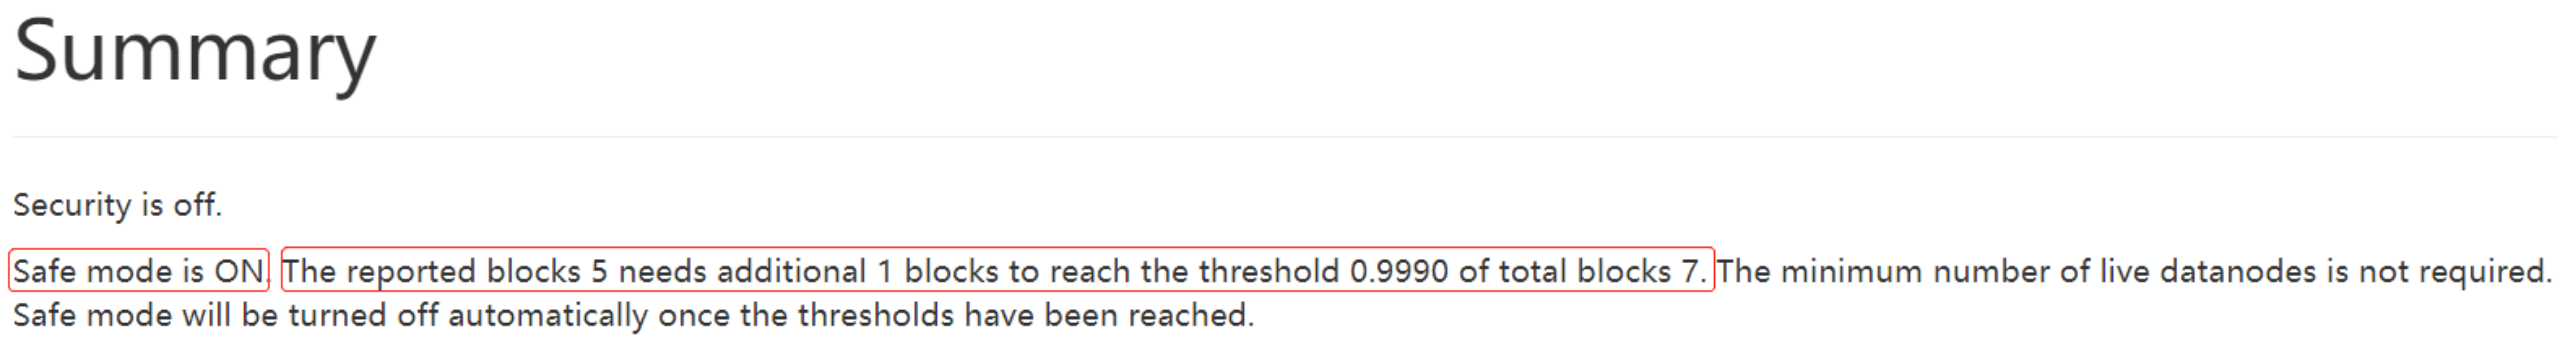 Summary
Security is off.
Safe mode is ON. The reported blocks 5 needs additional 1 blocks to reach the threshold 0.9990 of total blocks 7. The minimum number of live datanodes is not required.
Safe mode will be turned off automatically once the thresholds have been reached.